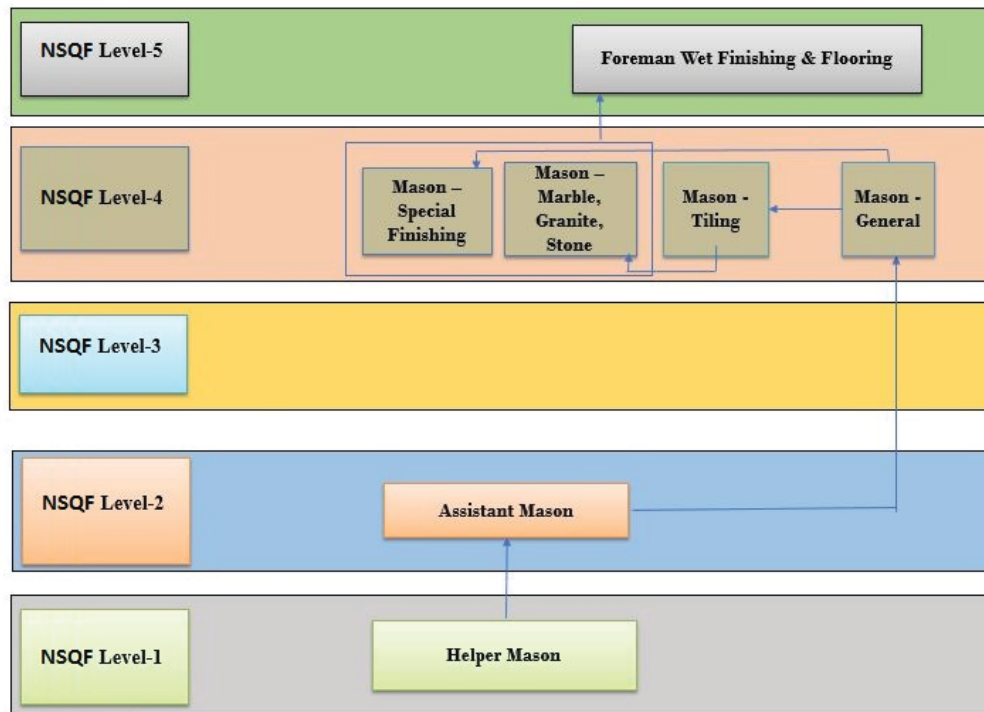 NSQF Level-5
Foreman Wet Finishing & Flooring
NSQF Level-4
Mason –
Special
Finishing
Mason –
Marble,
Granite,
Stone
Mason -
Tiling
Mason -
General
NSQF Level-3
NSQF Level-2
Assistant Mason
NSQF Level-1
Helper Mason